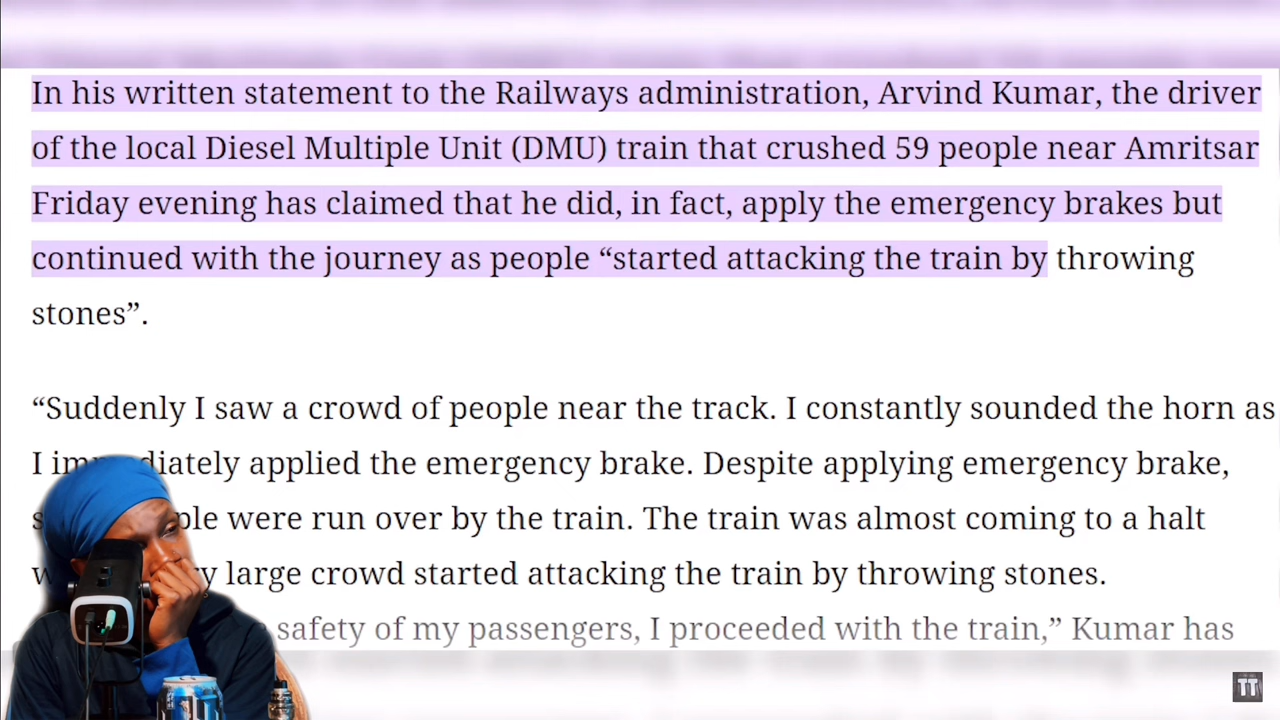 In his written statement to the Railways administration, Arvind Kumar, the driver
of the local Diesel Multiple Unit (DMU) train that crushed 59 people near Amritsar
Friday evening has claimed that he did, in fact, apply the emergency brakes but
continued with the journey as people “started attacking the train by throwing
stones”.
“Suddenly I saw a crowd of people near the track. I constantly sounded the horn as
I immediately applied the emergency brake. Despite applying emergency brake,
were run over by the train. The train was almost coming to a halt
large crowd started attacking the train by throwing stones.
safety of my passengers, I proceeded with the train,” Kumar has
TT